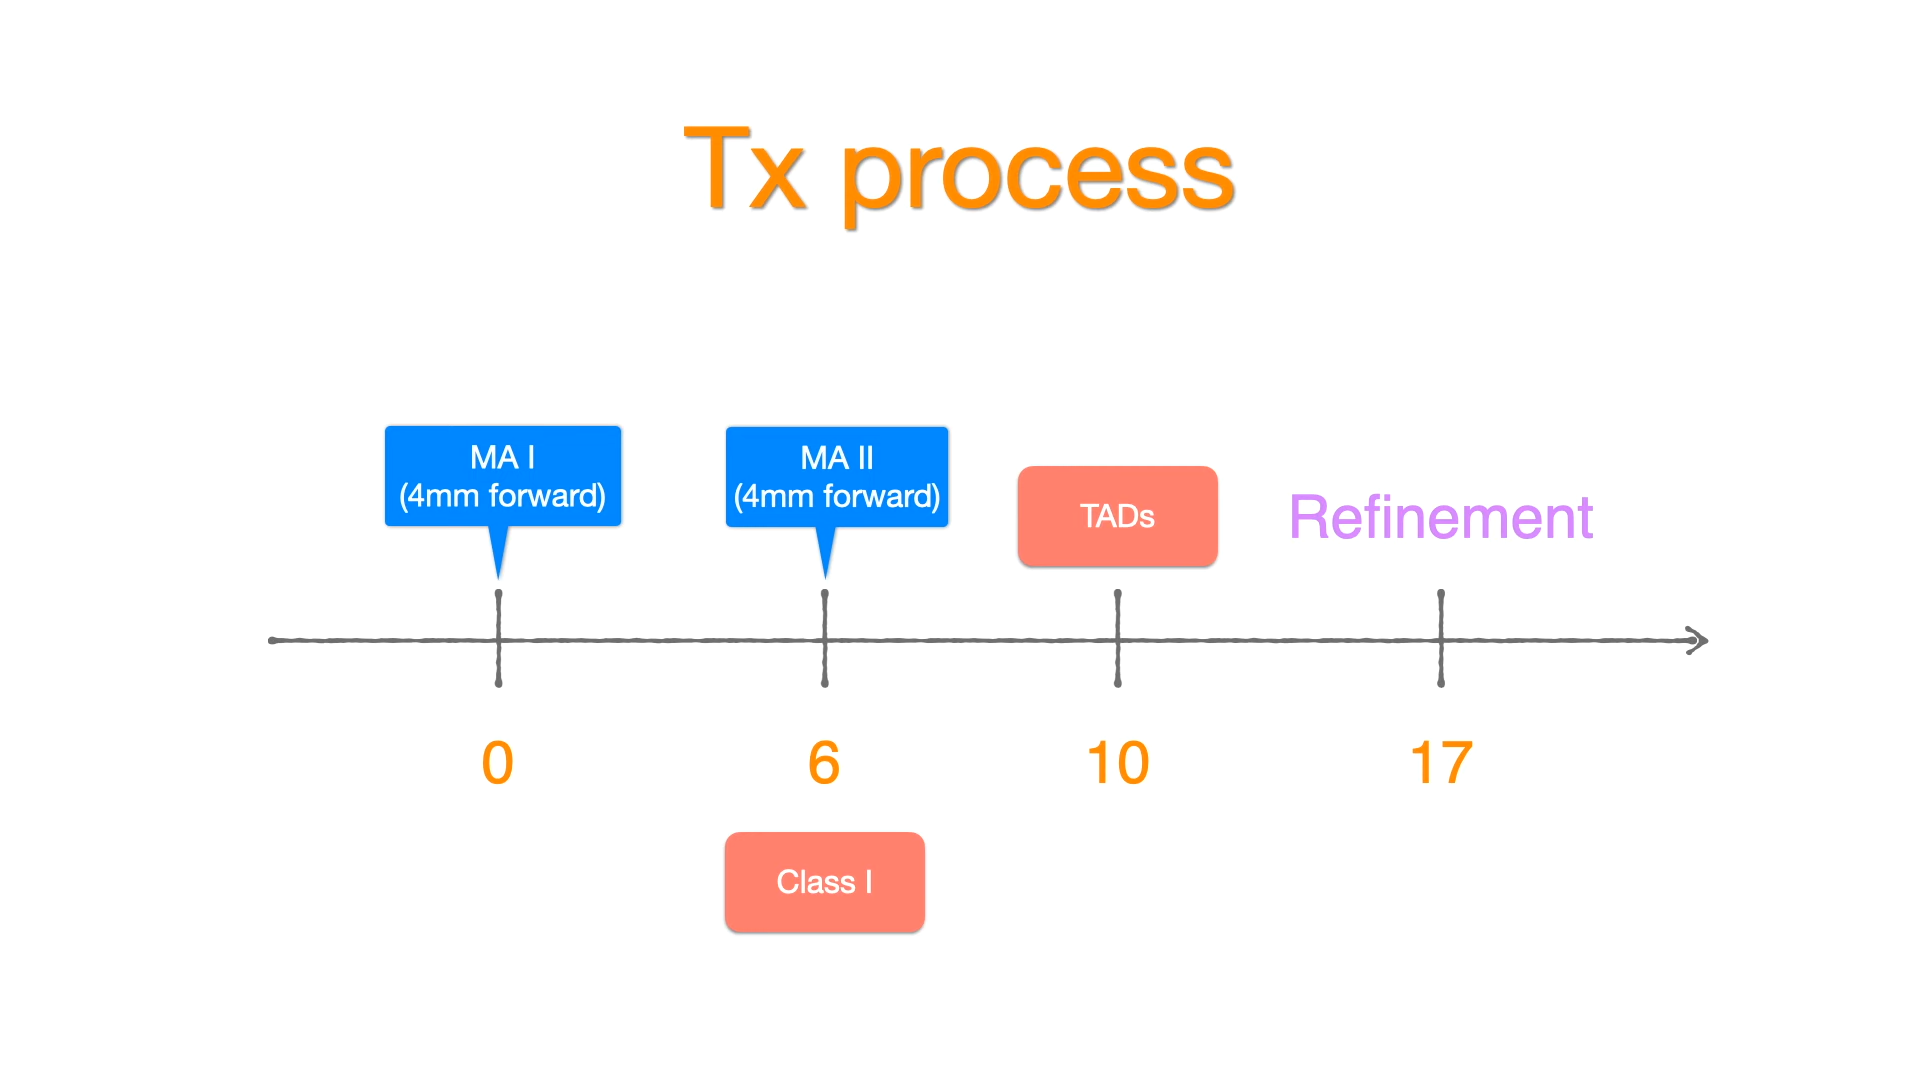 Tx process
MA I
(4mm forward)
MA II
(4mm forward)
TADs
Refinement
0
6
10
17
Class I